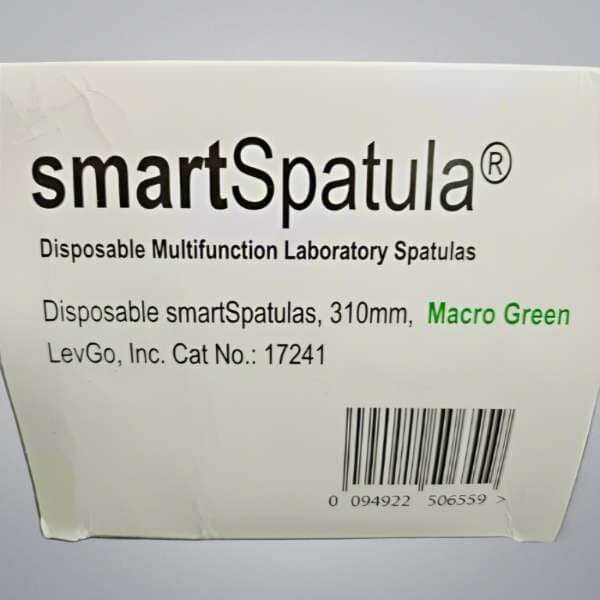 smartSpatula®
Disposable Multifunction Laboratory Spatulas
Disposable smartSpatulas, 310mm, Macro Green
LevGo, Inc. Cat No.: 17241
0 094922 506559 >